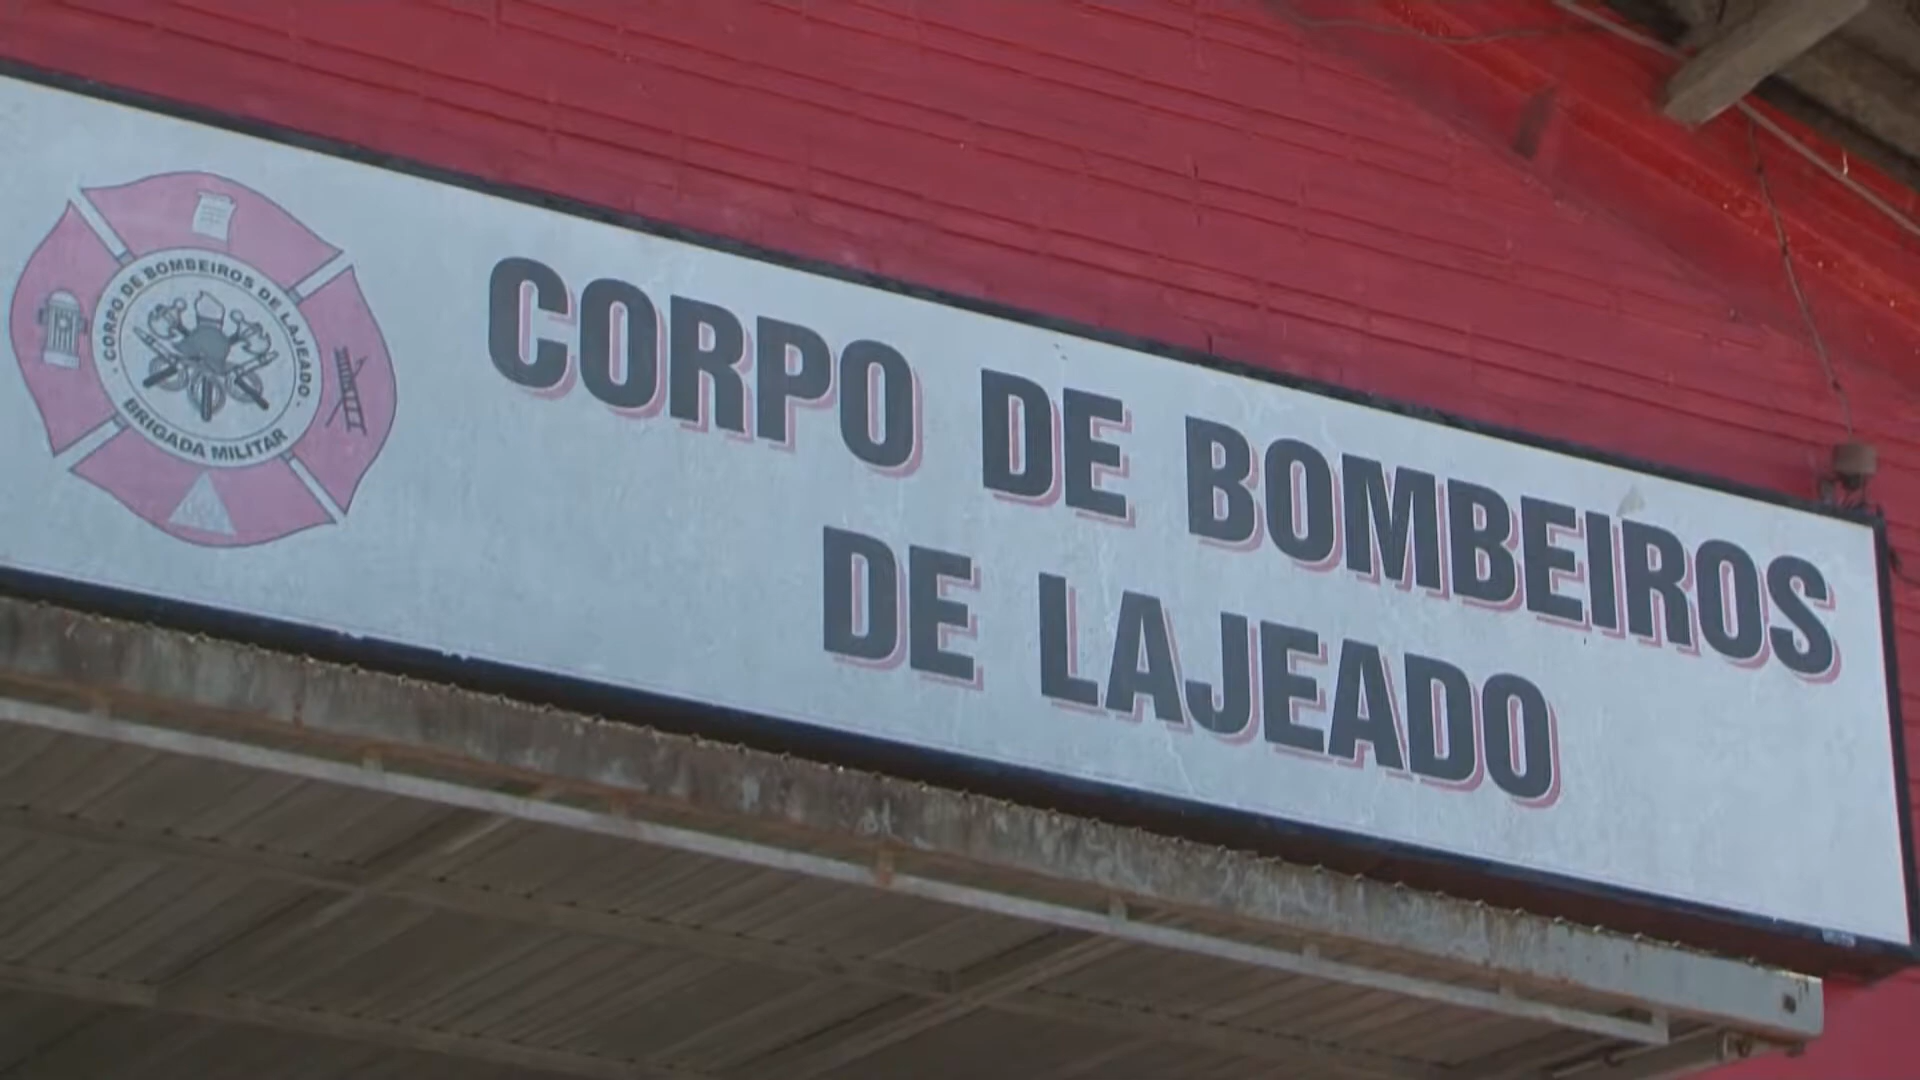 CORPO DE BOMBEIROS
DE LAJEADO
CORPO DE BOMBEIROS DE LAJEADO
BRIGADA MILITAR